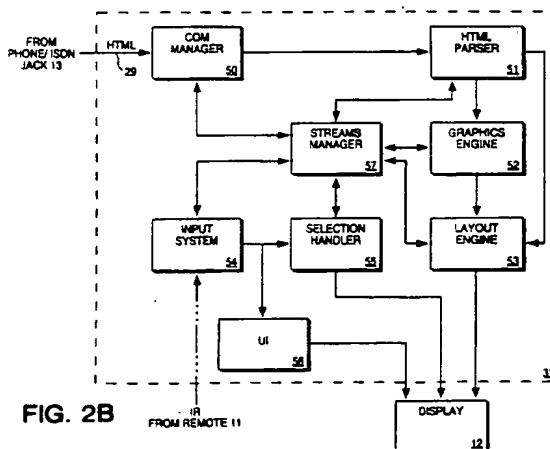 FROM
PHONE/ISDN
JACK 13
HTML
29
COM
MANAGER
50
HTML
PARSER
51
STREAMS
MANAGER
57
GRAPHICS
ENGINE
52
INPUT
SYSTEM
54
SELECTION
HANDLER
55
LAYOUT
ENGINE
53
UI
56
FIG. 2B
IR
FROM REMOTE 11
DISPLAY
12